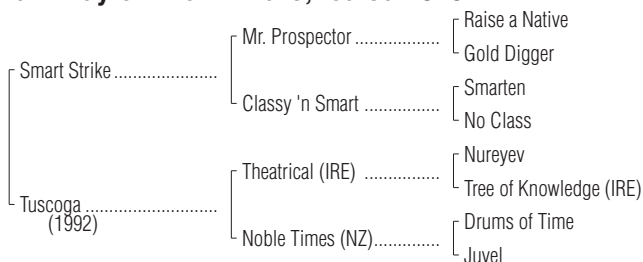 Raise a Native
Mr. Prospector ................
Gold Digger
Smart Strike .....................
Smarten
Classy 'n Smart ...............
No Class
Nureyev
Theatrical (IRE) ...............
Tree of Knowledge (IRE)
Tuscoga ..........................
(1992)
Drums of Time
Noble Times (NZ)..............
Juvel